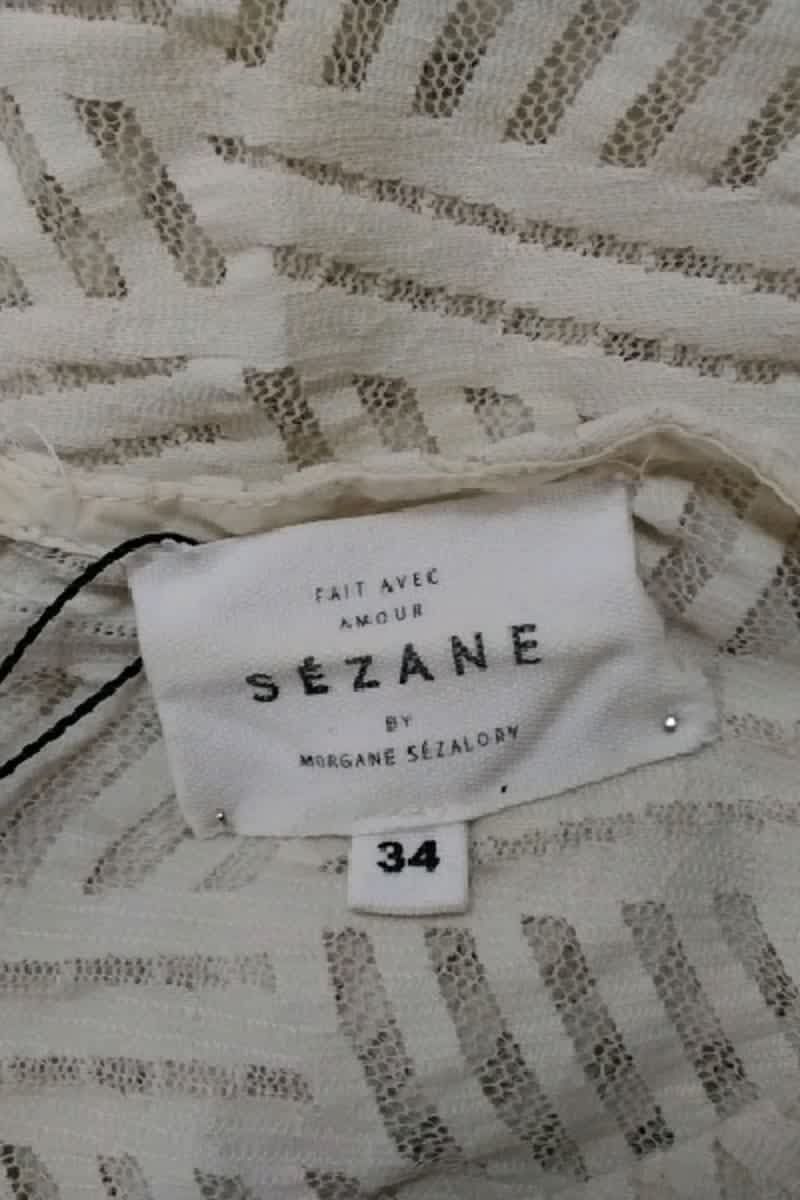 FAIT AVEC
AMOUR
SÉZANE
BY
MORGANE SÉZALORY
34